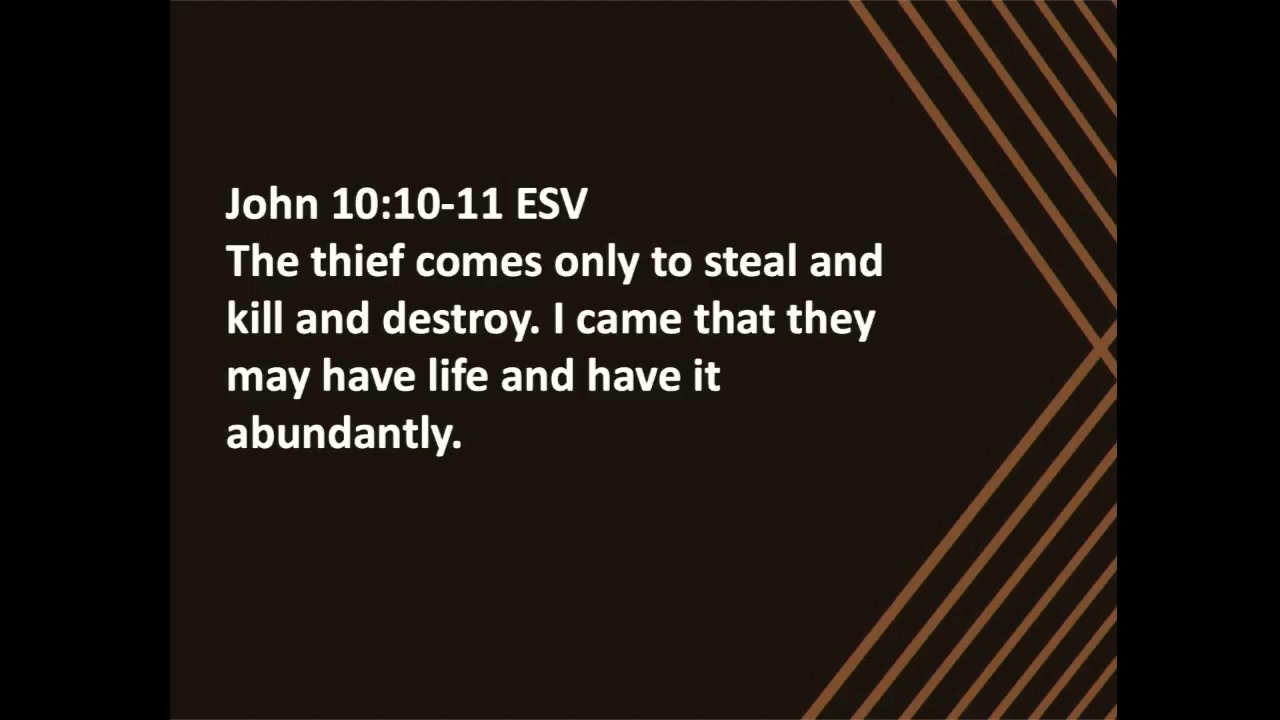 John 10:10-11 ESV
The thief comes only to steal and
kill and destroy. I came that they
may have life and have it
abundantly.